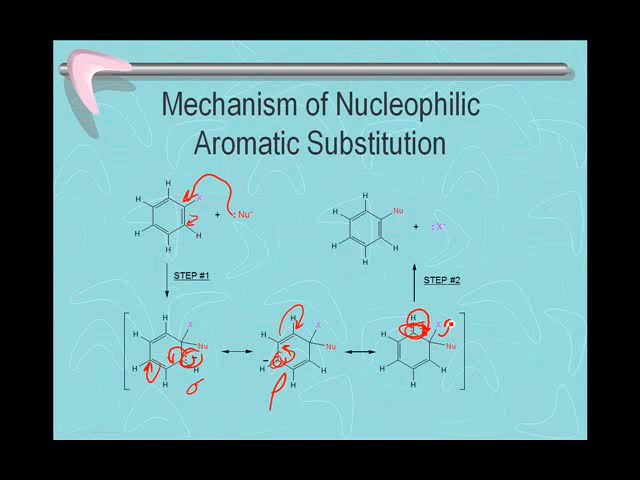 Mechanism of Nucleophilic
Aromatic Substitution
H
H
X
H
H
H
+
:Nu⁻
H
H
Nu
H
H
H
+
:X⁻
STEP #1
STEP #2
H
H
X
Nu
H
H
H
σ
H
H
X
Nu
−
H
H
H
ρ
H
H
X
Nu
H
H
H